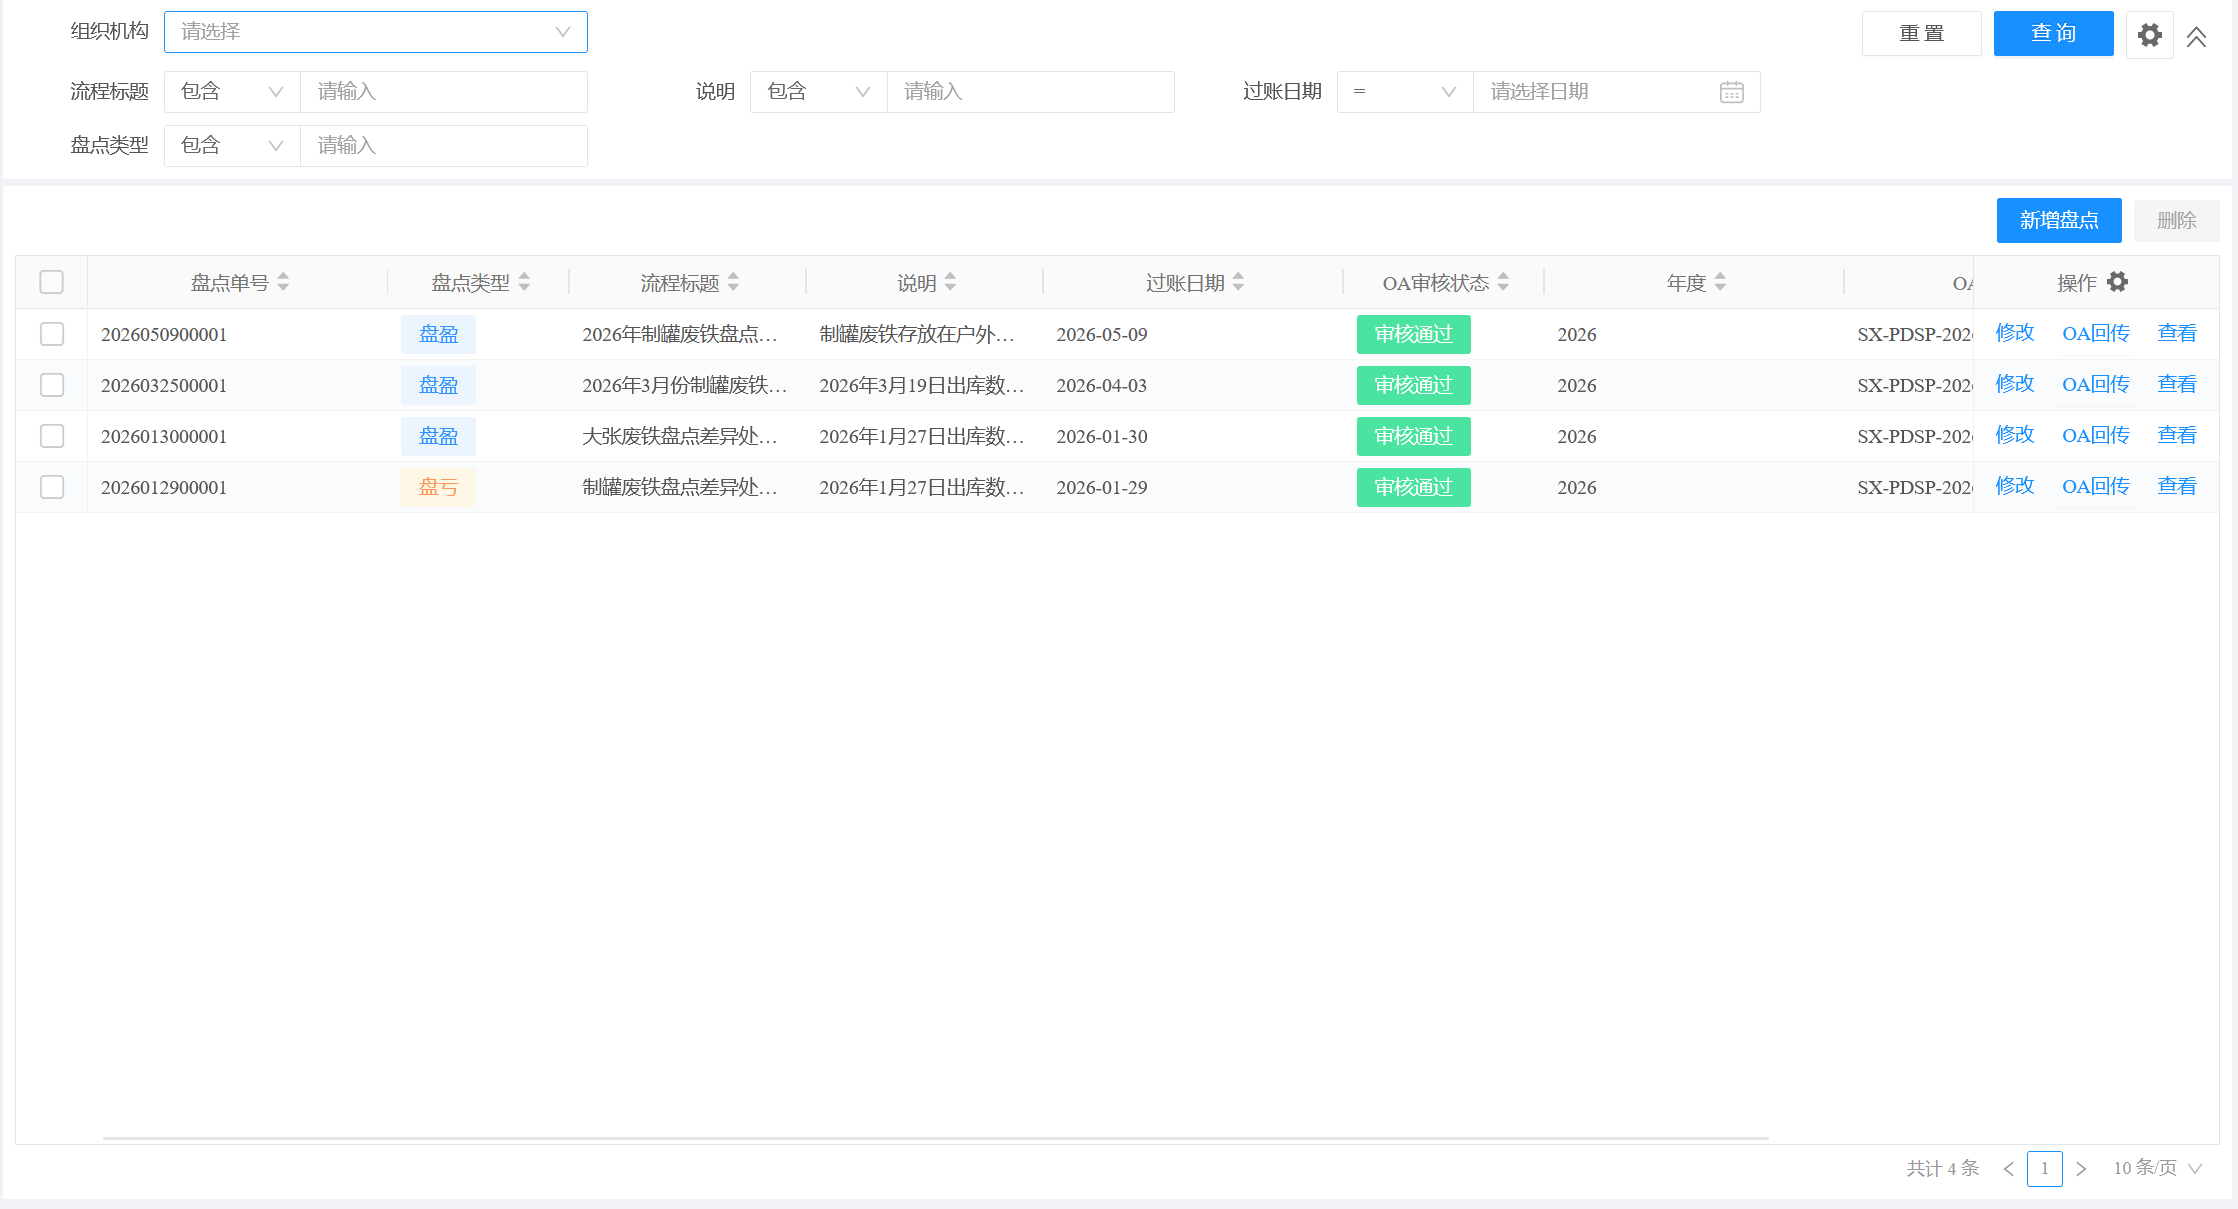 组织机构 请选择 重 置 查 询
流程标题 包含 请输入 说明 包含 请输入 过账日期 = 请选择日期
盘点类型 包含 请输入
新增盘点 删除
盘点单号 盘点类型 流程标题 说明 过账日期 OA审核状态 年度 OA 操作
2026050900001 盘盈 2026年制罐废铁盘点… 制罐废铁存放在户外… 2026-05-09 审核通过 2026 SX-PDSP-2026 修改 OA回传 查看
2026032500001 盘盈 2026年3月份制罐废铁… 2026年3月19日出库数… 2026-04-03 审核通过 2026 SX-PDSP-2026 修改 OA回传 查看
2026013000001 盘盈 大张废铁盘点差异处… 2026年1月27日出库数… 2026-01-30 审核通过 2026 SX-PDSP-2026 修改 OA回传 查看
2026012900001 盘亏 制罐废铁盘点差异处… 2026年1月27日出库数… 2026-01-29 审核通过 2026 SX-PDSP-2026 修改 OA回传 查看
共计 4 条 < 1 > 10 条/页